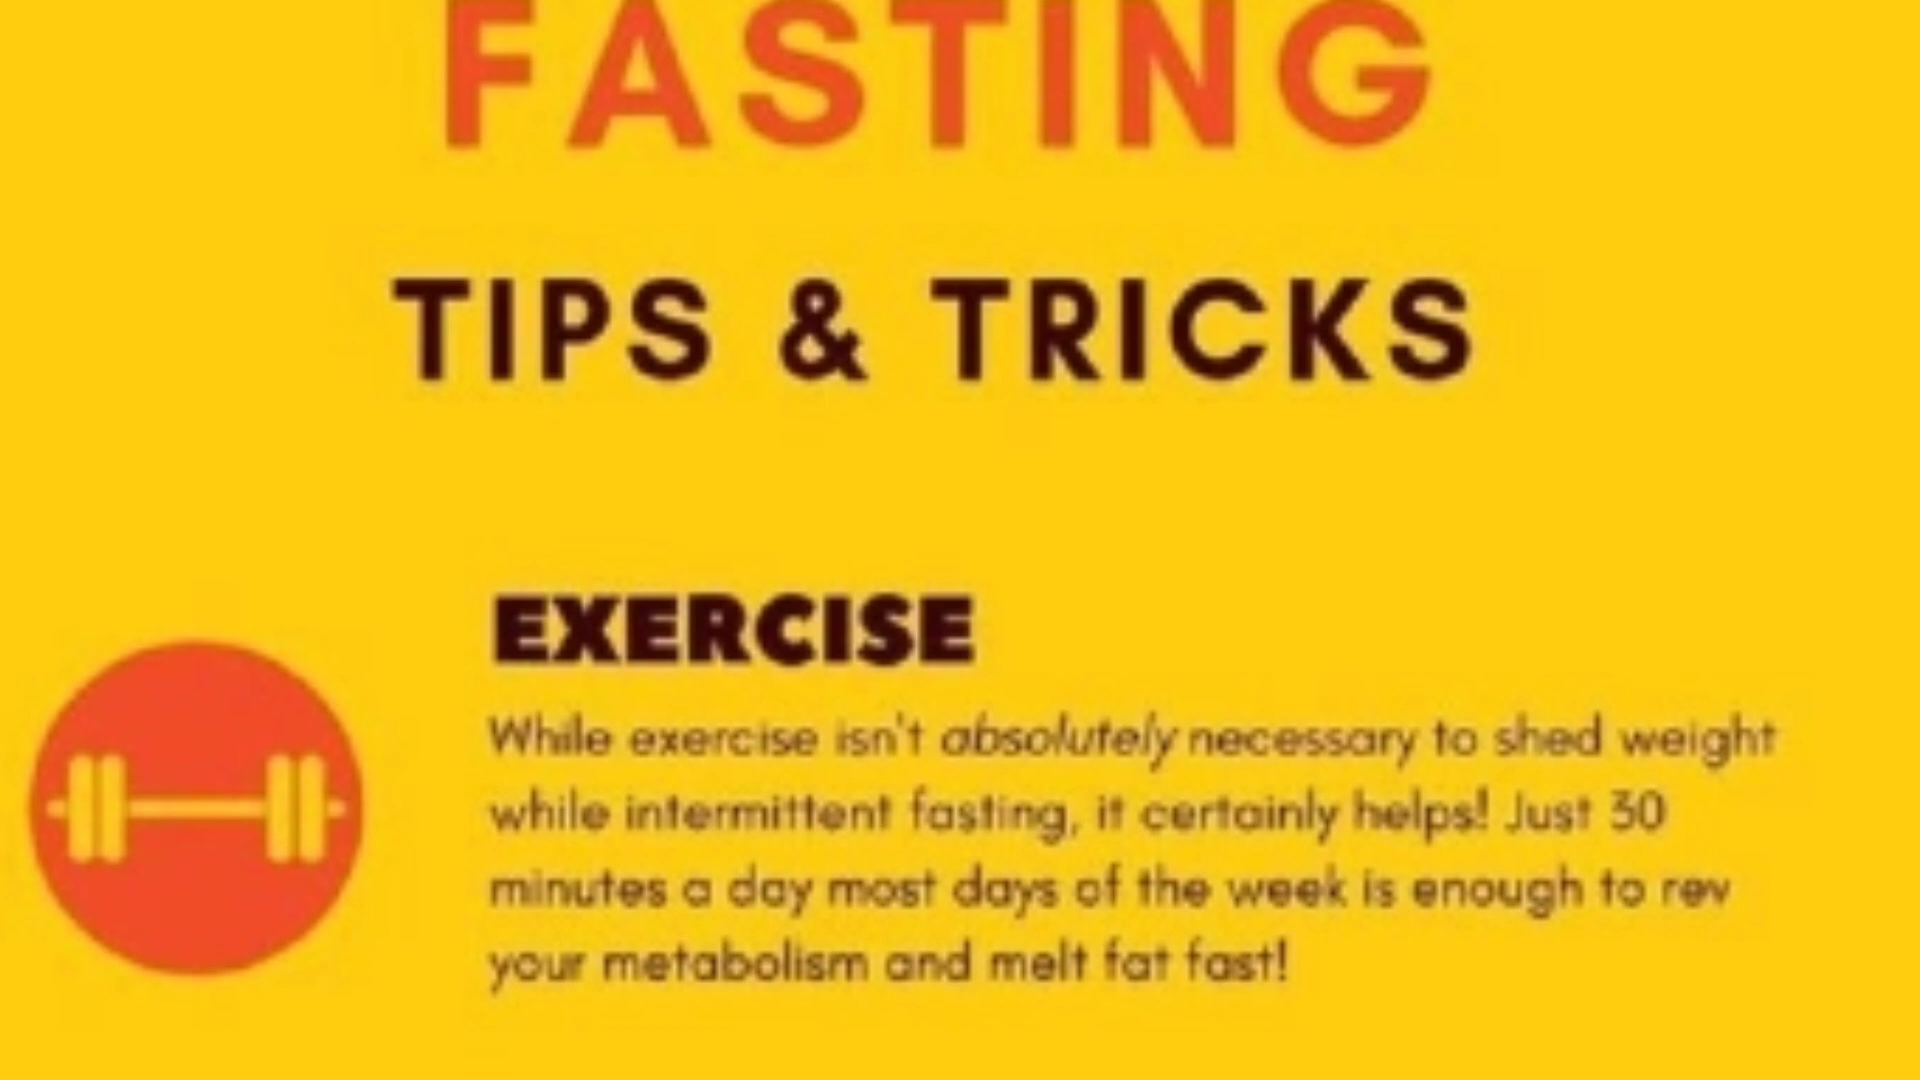 FASTING
TIPS & TRICKS
EXERCISE
While exercise isn't absolutely necessary to shed weight
while intermittent fasting, it certainly helps! Just 30
minutes a day most days of the week is enough to rev
your metabolism and melt fat fast!